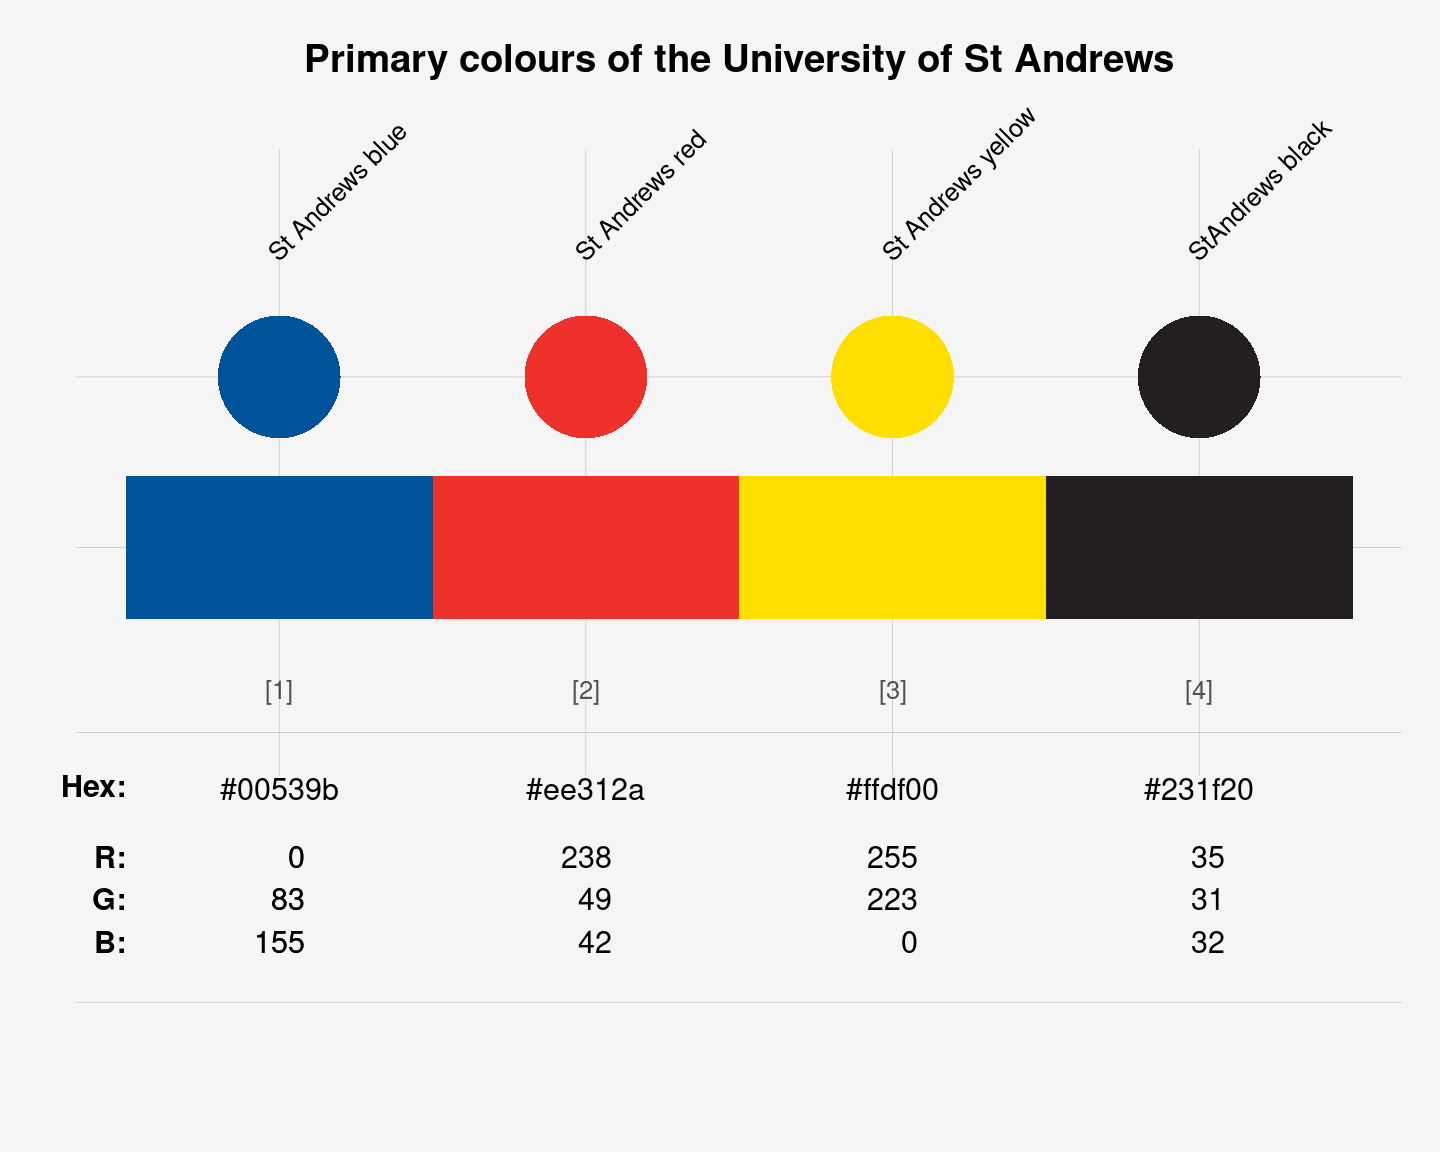 Primary colours of the University of St Andrews
St Andrews blue
St Andrews red
St Andrews yellow
StAndrews black
[1] [2] [3] [4]
Hex: #00539b #ee312a #ffdf00 #231f20
R: 0 238 255 35
G: 83 49 223 31
B: 155 42 0 32